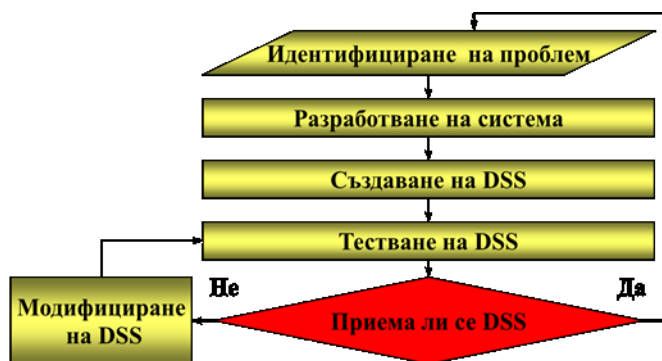 Идентифициране на проблем
Разработване на система
Създаване на DSS
Тестване на DSS
Не
Да
Модифициране
на DSS
Приема ли се DSS